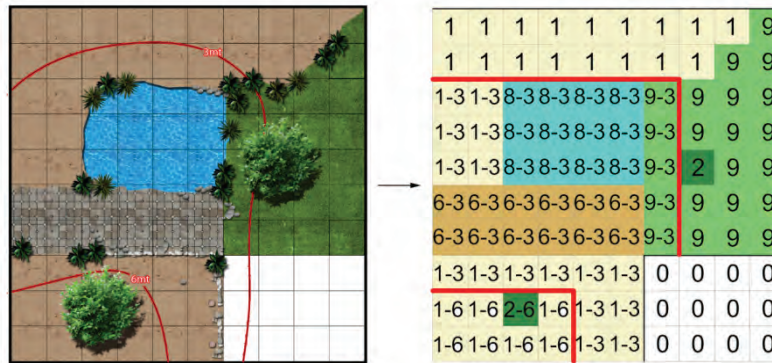 3mt
6mt
1 1 1 1 1 1 1 1 1 9
1 1 1 1 1 1 1 1 9 9
1-3 1-3 8-3 8-3 8-3 8-3 9-3 9 9 9
1-3 1-3 8-3 8-3 8-3 8-3 9-3 9 9 9
1-3 1-3 8-3 8-3 8-3 8-3 9-3 2 9 9
6-3 6-3 6-3 6-3 6-3 6-3 9-3 9 9 9
6-3 6-3 6-3 6-3 6-3 6-3 9-3 9 9 9
1-3 1-3 1-3 1-3 1-3 1-3 0 0 0 0
1-6 1-6 2-6 1-6 1-3 1-3 0 0 0 0
1-6 1-6 1-6 1-6 1-3 1-3 0 0 0 0